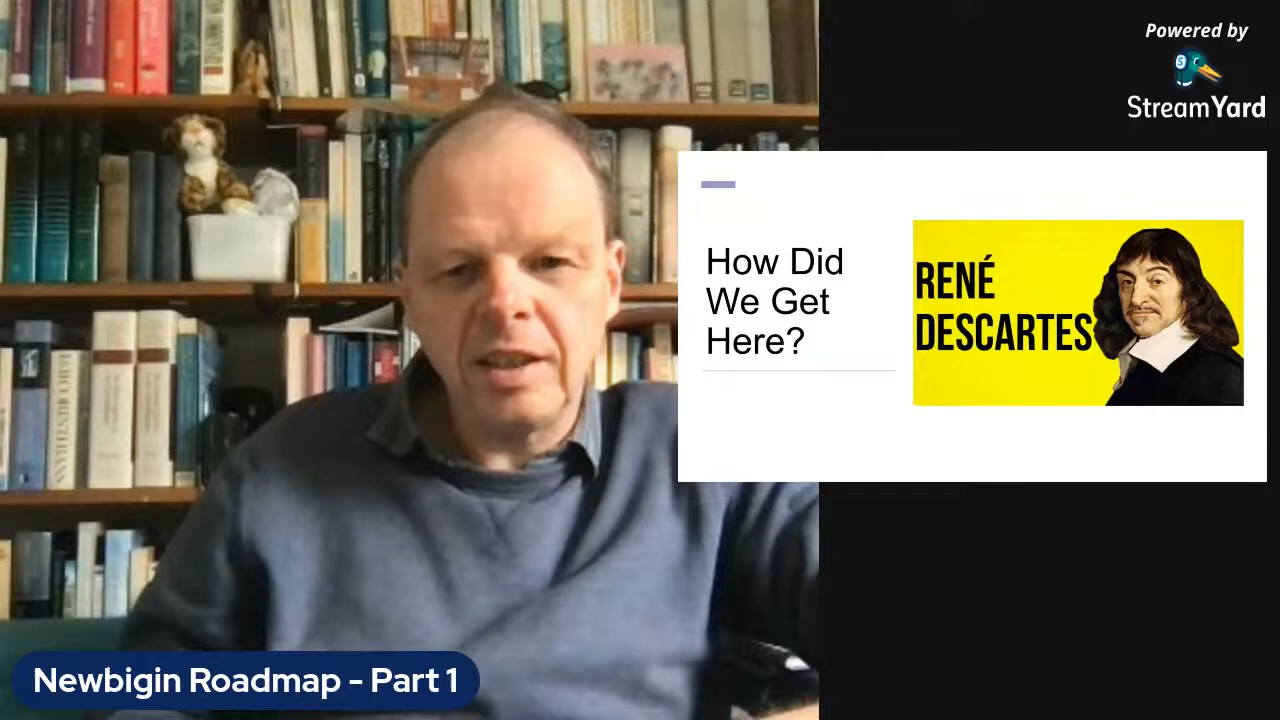 Powered by
StreamYard
How Did
We Get
Here?
RENÉ
DESCARTES
Newbigin Roadmap - Part 1